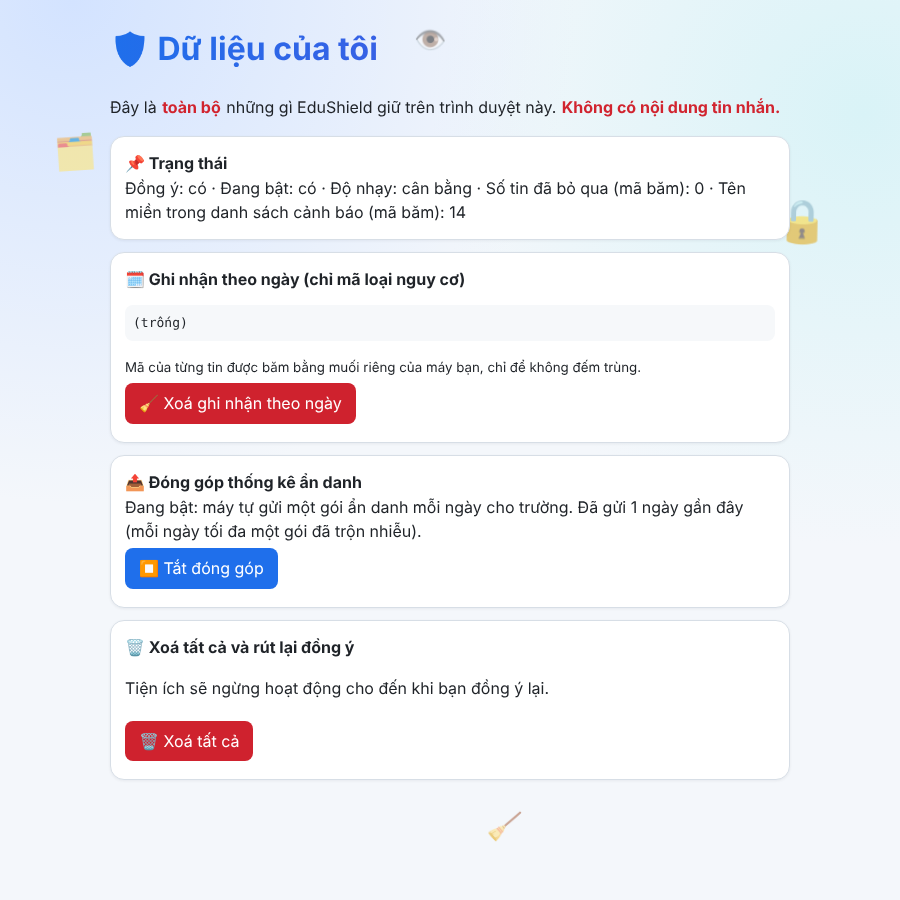 Dữ liệu của tôi
Đây là toàn bộ những gì EduShield giữ trên trình duyệt này. Không có nội dung tin nhắn.
📌 Trạng thái
Đồng ý: có · Đang bật: có · Độ nhạy: cân bằng · Số tin đã bỏ qua (mã băm): 0 · Tên
miền trong danh sách cảnh báo (mã băm): 14
🗓️ Ghi nhận theo ngày (chỉ mã loại nguy cơ)
(trống)
Mã của từng tin được băm bằng muối riêng của máy bạn, chỉ để không đếm trùng.
🧹 Xoá ghi nhận theo ngày
📤 Đóng góp thống kê ẩn danh
Đang bật: máy tự gửi một gói ẩn danh mỗi ngày cho trường. Đã gửi 1 ngày gần đây
(mỗi ngày tối đa một gói đã trộn nhiễu).
⏹️ Tắt đóng góp
🗑️ Xoá tất cả và rút lại đồng ý
Tiện ích sẽ ngừng hoạt động cho đến khi bạn đồng ý lại.
🗑️ Xoá tất cả